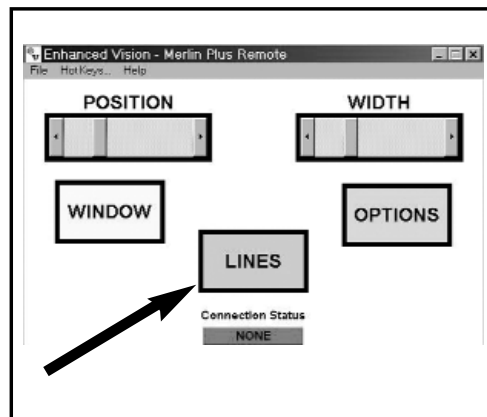 Enhanced Vision - Merlin Plus Remote
File HotKeys.. Help
POSITION WIDTH
WINDOW OPTIONS
LINES
Connection Status
NONE